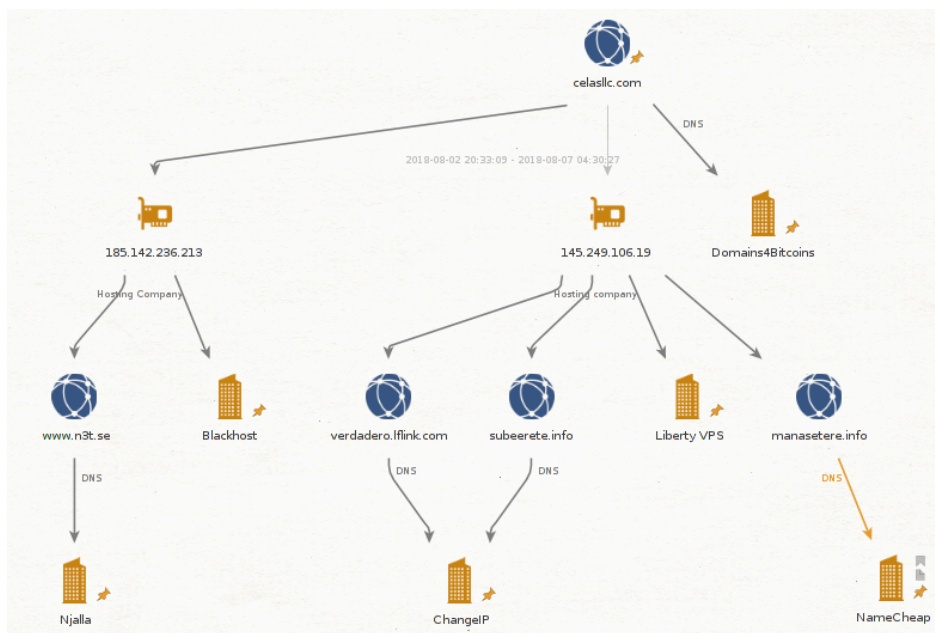 celasllc.com
DNS
2018-08-02 20:33:09 - 2018-08-07 04:30:27
185.142.236.213
145.249.106.19
Domains4Bitcoins
Hosting Company
Hosting company
www.n3t.se
Blackhost
verdadero.lflink.com
subeerete.info
Liberty VPS
manasetere.info
DNS
DNS
DNS
DNS
Njalla
ChangeIP
NameCheap